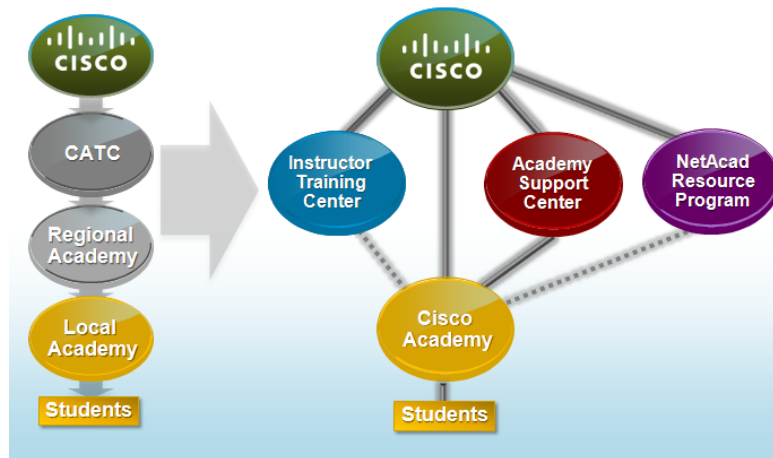 CISCO
CATC
Regional
Academy
Local
Academy
Students
CISCO
Instructor
Training
Center
Academy
Support
Center
NetAcad
Resource
Program
Cisco
Academy
Students